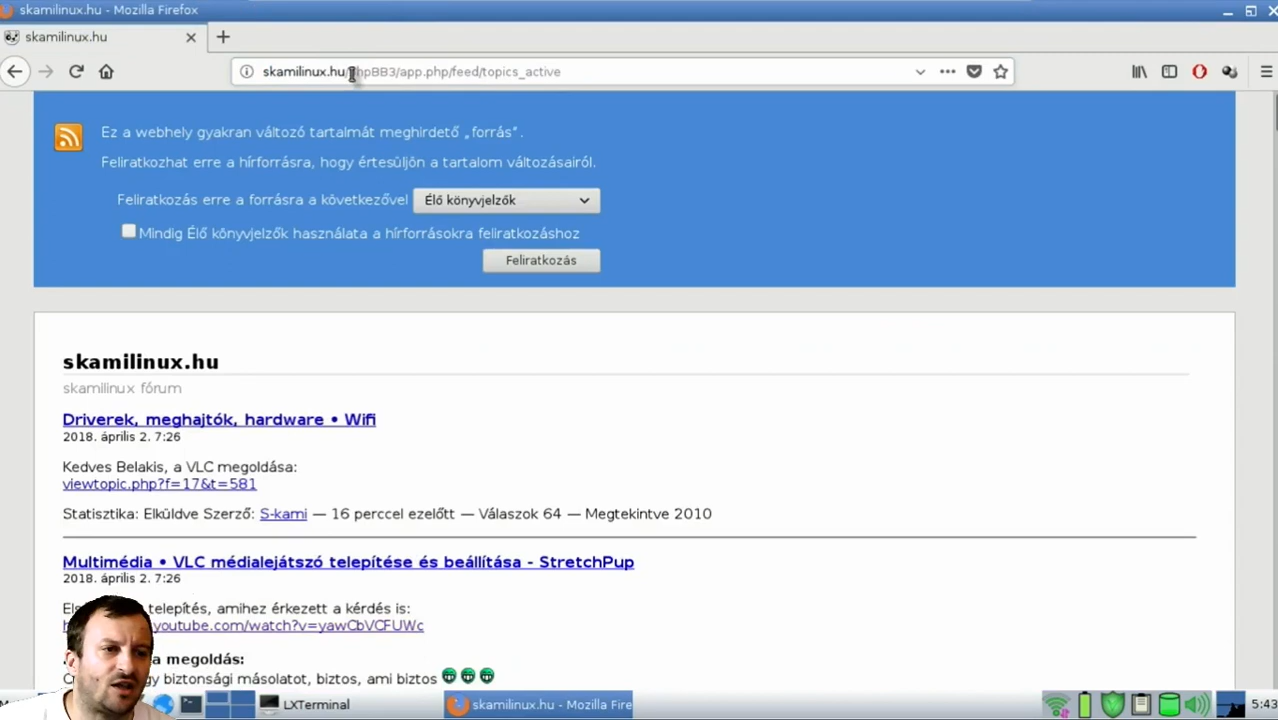 skamilinux.hu - Mozilla Firefox
skamilinux.hu
skamilinux.hu/phpBB3/app.php/feed/topics_active
Ez a webhely gyakran változó tartalmát meghirdető „forrás”.
Feliratkozhat erre a hírforrásra, hogy értesüljön a tartalom változásairól.
Feliratkozás erre a forrásra a következővel Élő könyvjelzők
Mindig Élő könyvjelzők használata a hírforrásokra feliratkozáshoz
Feliratkozás
skamilinux.hu
skamilinux fórum
Driverek, meghajtók, hardware • Wifi
2018. április 2. 7:26
Kedves Belakis, a VLC megoldása:
viewtopic.php?f=17&t=581
Statisztika: Elküldve Szerző: S-kami — 16 perccel ezelőtt — Válaszok 64 — Megtekintve 2010
Multimédia • VLC médialejátszó telepítése és beállítása - StretchPup
2018. április 2. 7:26
telepítés, amihez érkezett a kérdés is:
youtube.com/watch?v=yawCbVCFUWc
a megoldás:
biztonsági másolatot, biztos, ami biztos
LXTerminal
skamilinux.hu - Mozilla Fire
5:43